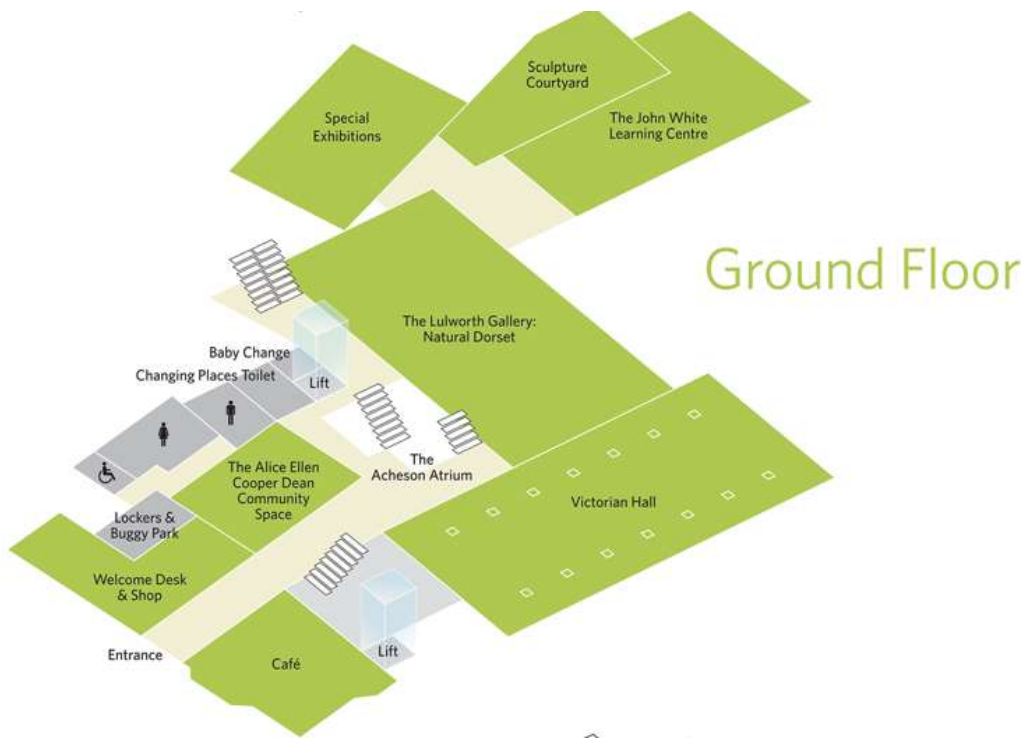 Sculpture
Courtyard
Special
Exhibitions
The John White
Learning Centre
Ground Floor
The Lulworth Gallery:
Natural Dorset
Baby Change
Changing Places Toilet
Lift
The
Acheson Atrium
The Alice Ellen
Cooper Dean
Community
Space
Victorian Hall
Lockers &
Buggy Park
Welcome Desk
& Shop
Entrance
Café
Lift